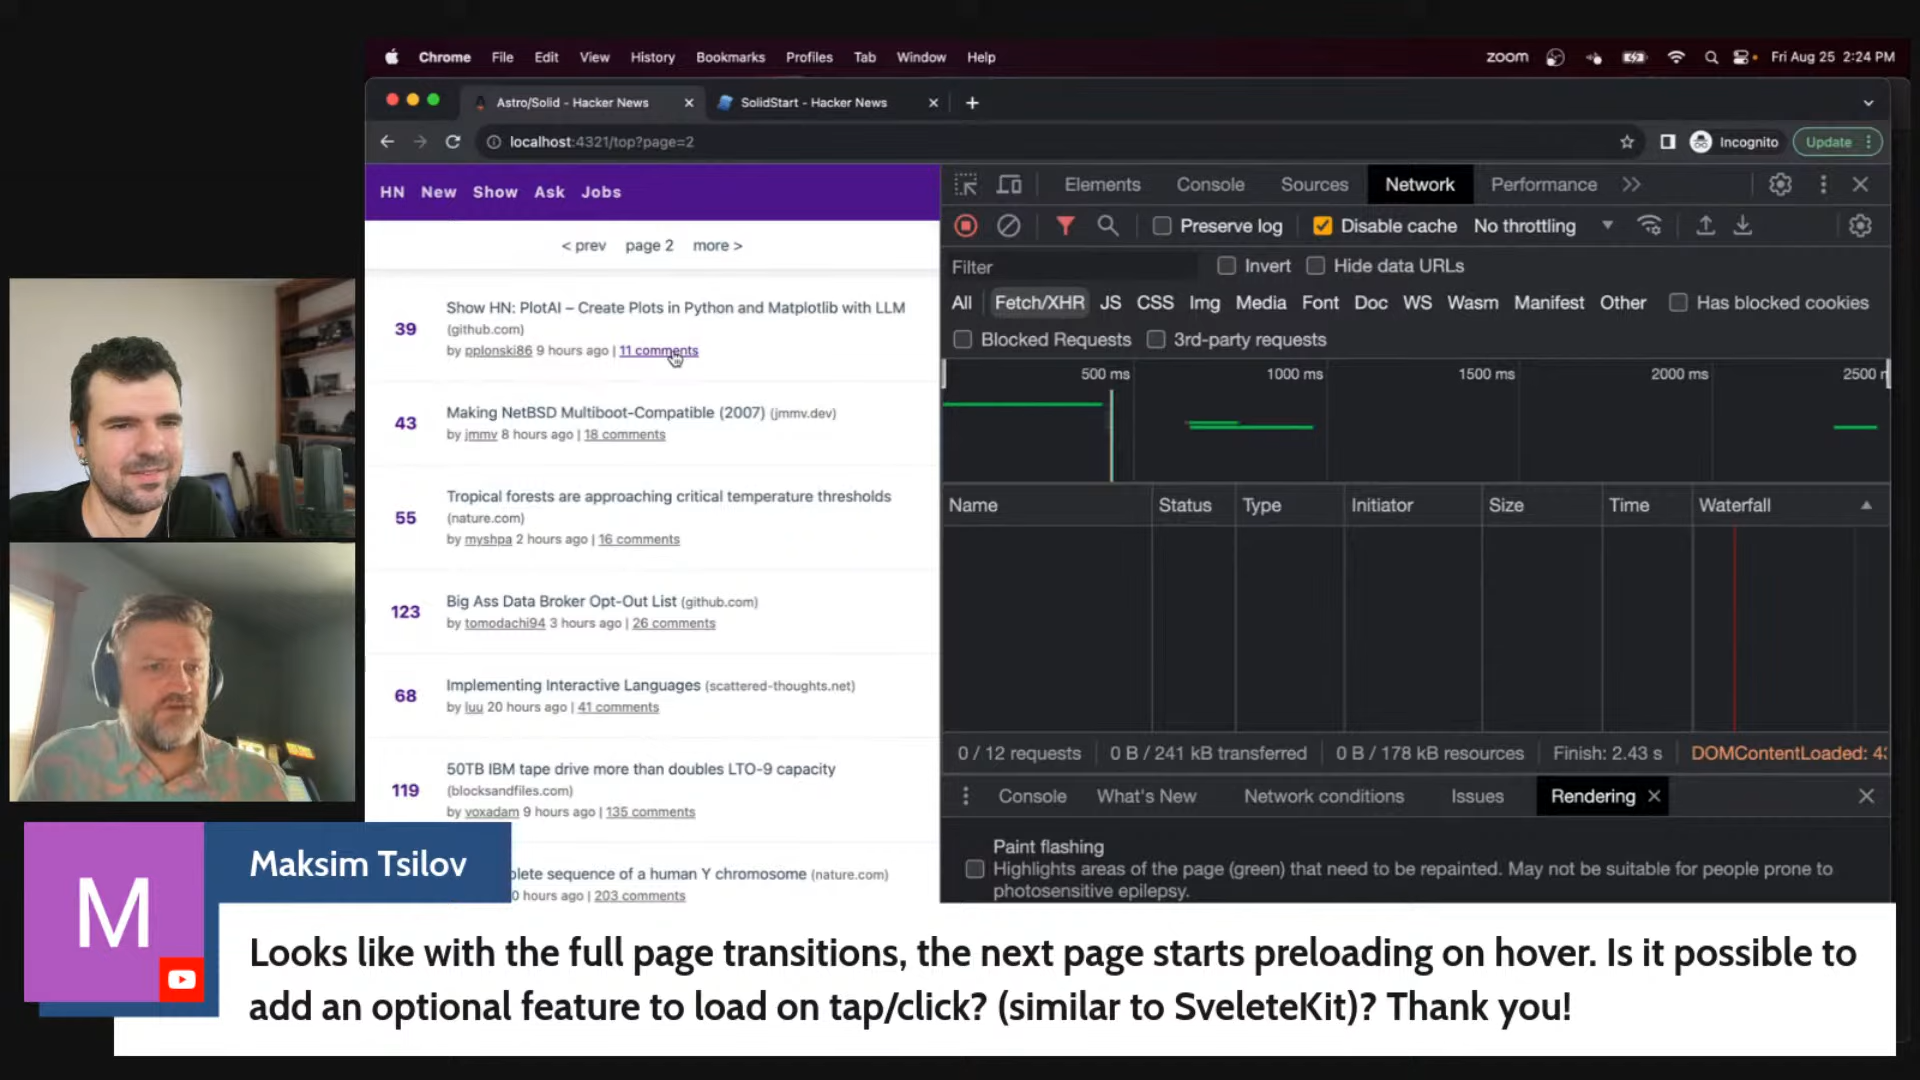 Chrome File Edit View History Bookmarks Profiles Tab Window Help
zoom Fri Aug 25 2:24 PM
Astro/Solid - Hacker News
SolidStart - Hacker News
localhost:4321/top?page=2
Incognito
Update
HN New Show Ask Jobs
< prev page 2 more >
39
Show HN: PlotAI – Create Plots in Python and Matplotlib with LLM
(github.com)
by pplonski86 9 hours ago | 11 comments
43
Making NetBSD Multiboot-Compatible (2007) (jmmv.dev)
by jmmv 8 hours ago | 18 comments
55
Tropical forests are approaching critical temperature thresholds
(nature.com)
by myshpa 2 hours ago | 16 comments
123
Big Ass Data Broker Opt-Out List (github.com)
by tomodachi94 3 hours ago | 26 comments
68
Implementing Interactive Languages (scattered-thoughts.net)
by luu 20 hours ago | 41 comments
119
50TB IBM tape drive more than doubles LTO-9 capacity
(blocksandfiles.com)
by voxadam 9 hours ago | 135 comments
sequence of a human Y chromosome (nature.com)
hours ago | 203 comments
Elements Console Sources Network Performance
Preserve log Disable cache No throttling
Filter Invert Hide data URLs
All Fetch/XHR JS CSS Img Media Font Doc WS Wasm Manifest Other Has blocked cookies
Blocked Requests 3rd-party requests
500 ms 1000 ms 1500 ms 2000 ms 2500
Name Status Type Initiator Size Time Waterfall
0 / 12 requests 0 B / 241 kB transferred 0 B / 178 kB resources Finish: 2.43 s DOMContentLoaded:
Console What's New Network conditions Issues Rendering
Paint flashing
Highlights areas of the page (green) that need to be repainted. May not be suitable for people prone to
photosensitive epilepsy.
M
Maksim Tsilov
Looks like with the full page transitions, the next page starts preloading on hover. Is it possible to
add an optional feature to load on tap/click? (similar to SveleteKit)? Thank you!